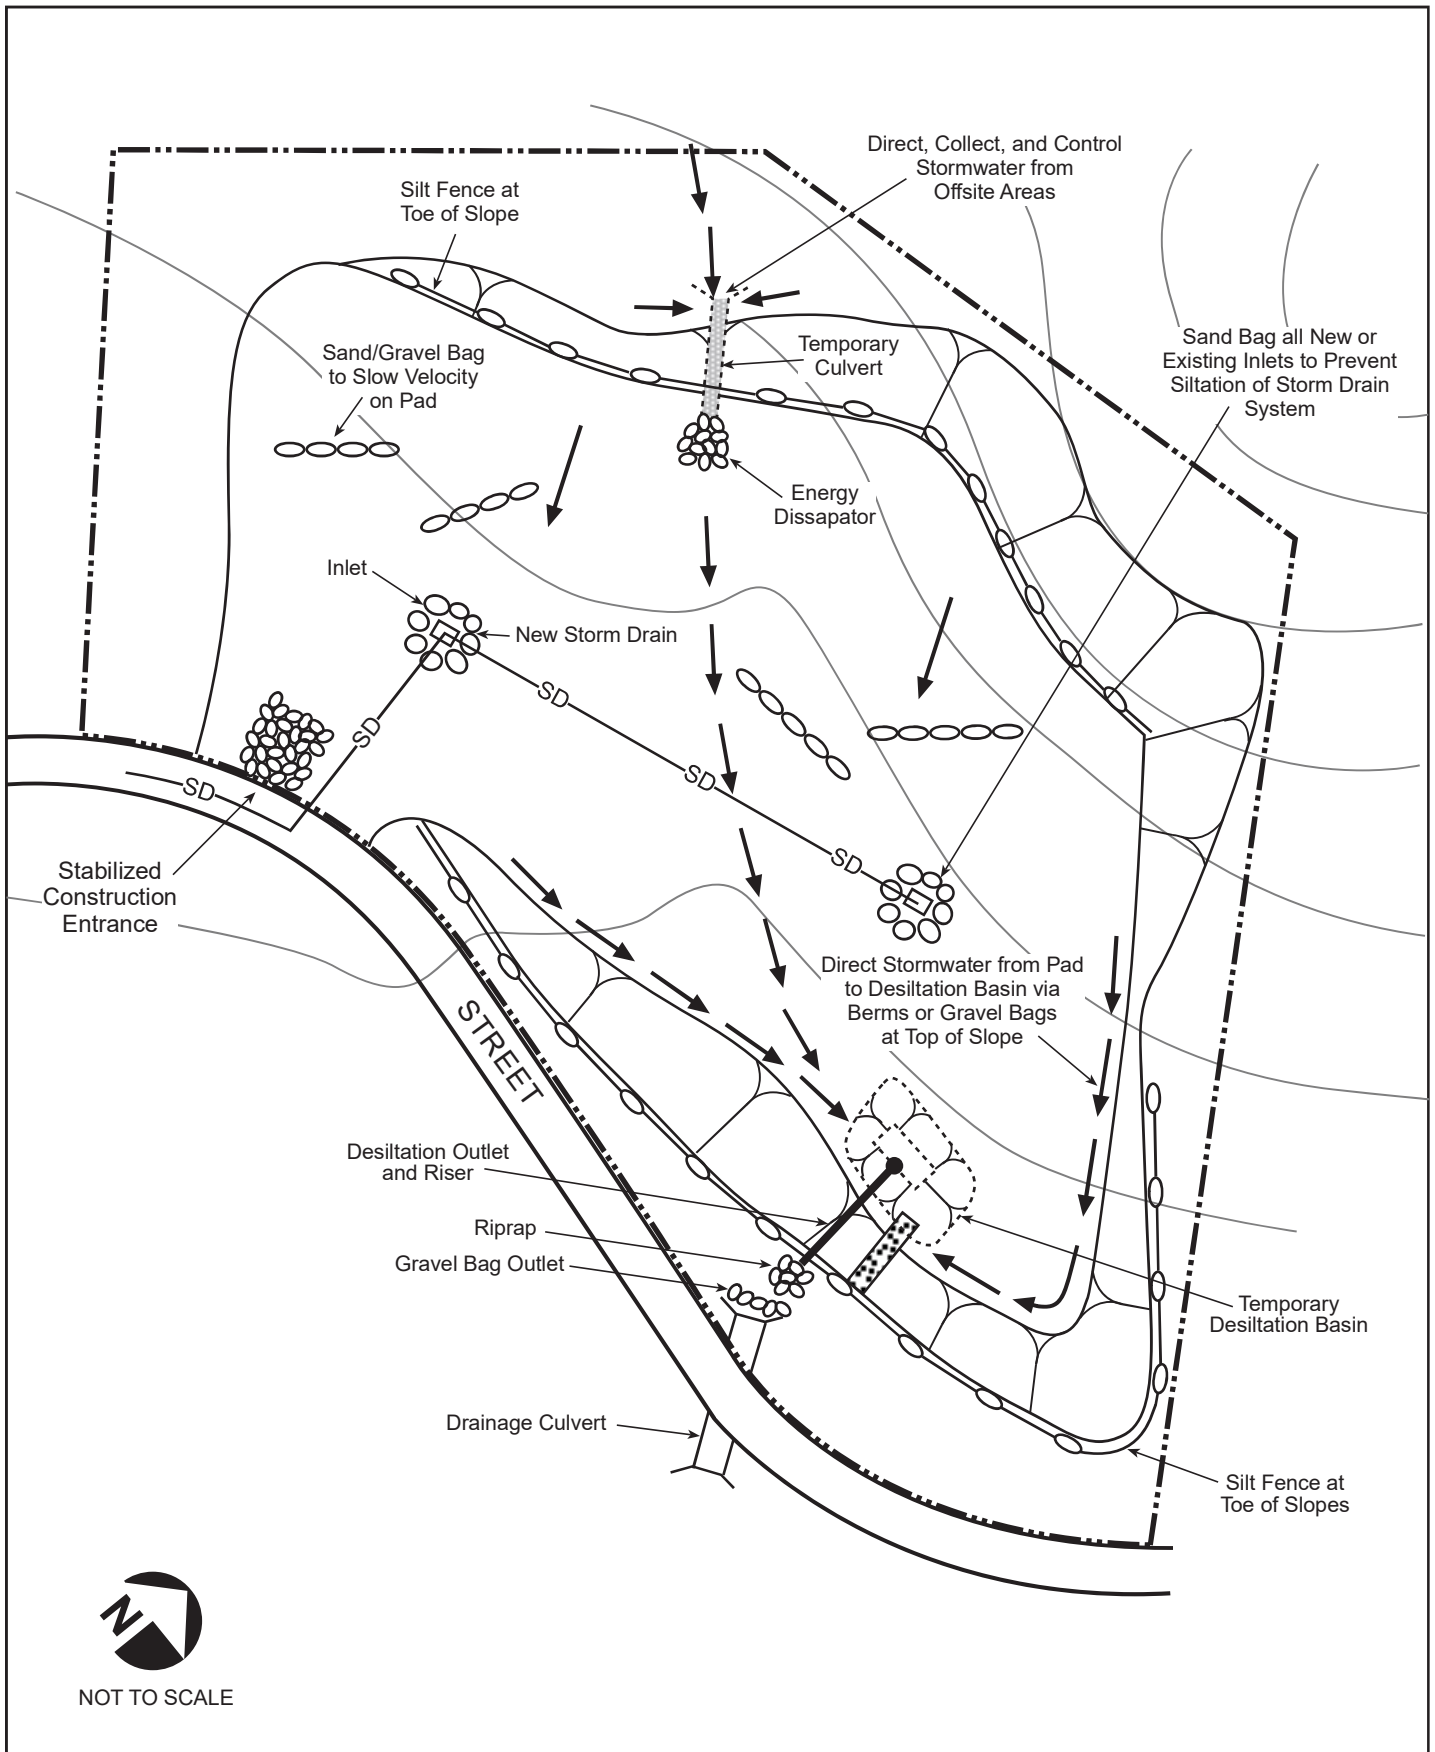 Direct, Collect, and Control
Stormwater from
Offsite Areas
Silt Fence at
Toe of Slope
Sand/Gravel Bag
to Slow Velocity
on Pad
Temporary
Culvert
Sand Bag all New or
Existing Inlets to Prevent
Siltation of Storm Drain
System
Energy
Dissapator
Inlet
New Storm Drain
SD
SD
SD
SD
SD
Stabilized
Construction
Entrance
STREET
Direct Stormwater from Pad
to Desiltation Basin via
Berms or Gravel Bags
at Top of Slope
Desiltation Outlet
and Riser
Riprap
Gravel Bag Outlet
Temporary
Desiltation Basin
Drainage Culvert
Silt Fence at
Toe of Slopes
N
NOT TO SCALE